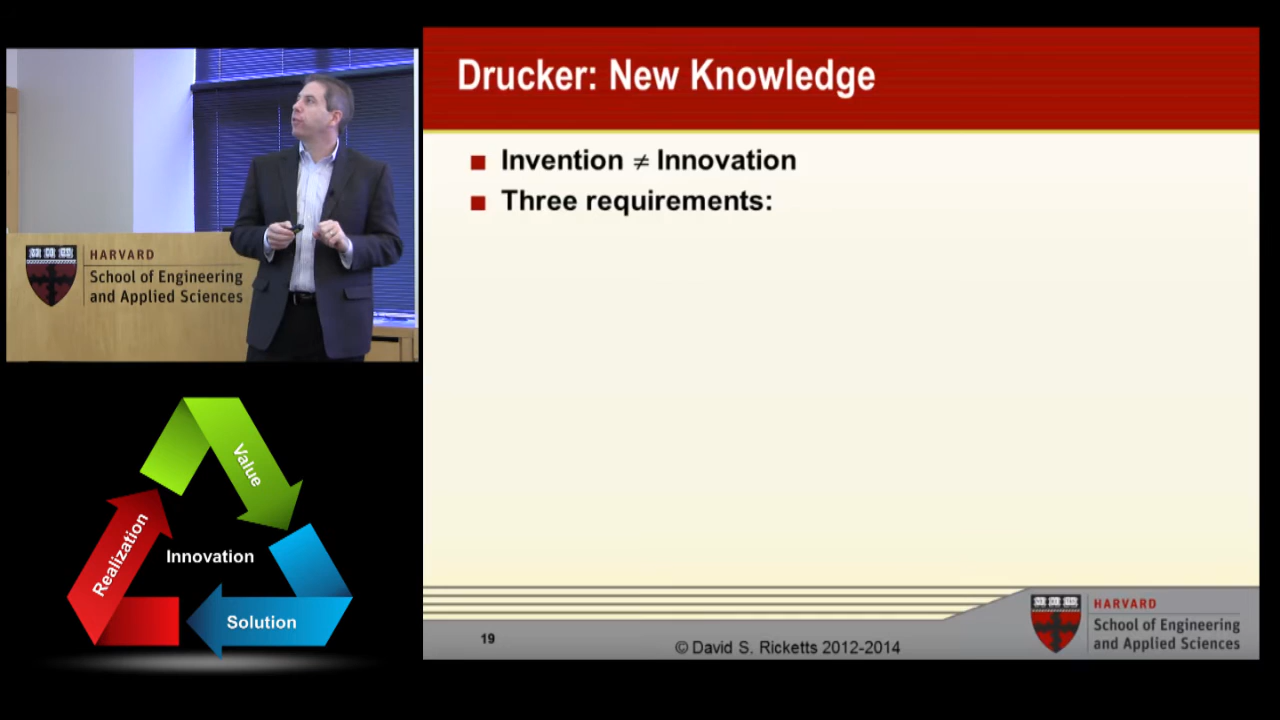 Drucker: New Knowledge
Invention ≠ Innovation
Three requirements:
HARVARD
School of Engineering
and Applied Sciences
Value
Realization
Innovation
Solution
19
© David S. Ricketts 2012-2014
HARVARD
School of Engineering
and Applied Sciences